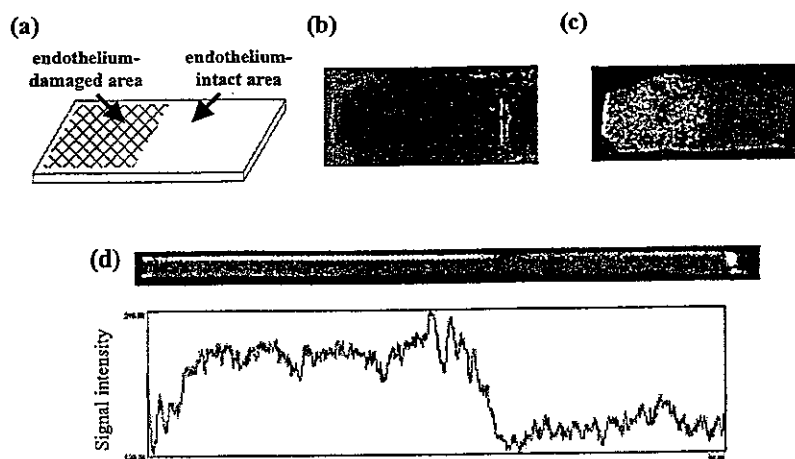 (a)
(b)
(c)
endothelium-
damaged area
endothelium-
intact area
(d)
Signal intensity